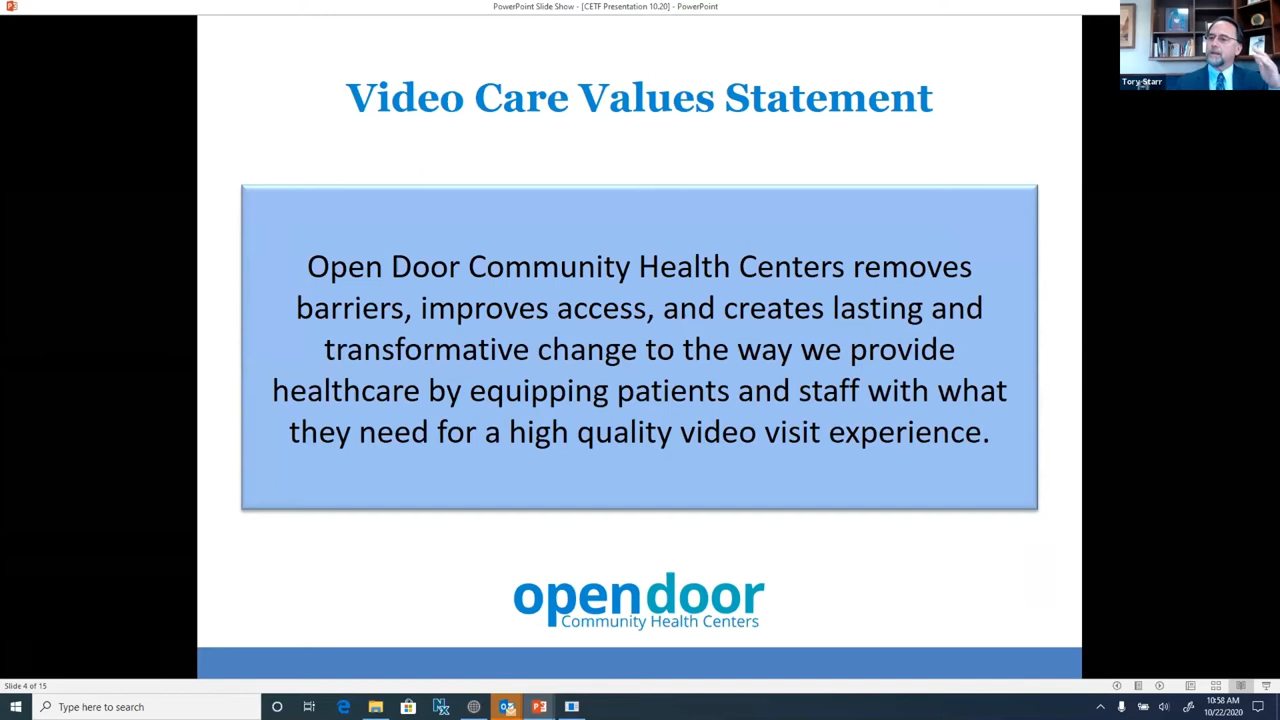 PowerPoint Slide Show - [CETF Presentation 10.20] - PowerPoint
Tory Starr
Video Care Values Statement
Open Door Community Health Centers removes
barriers, improves access, and creates lasting and
transformative change to the way we provide
healthcare by equipping patients and staff with what
they need for a high quality video visit experience.
opendoor
Community Health Centers
Slide 4 of 15
Type here to search
10:58 AM
10/22/2020